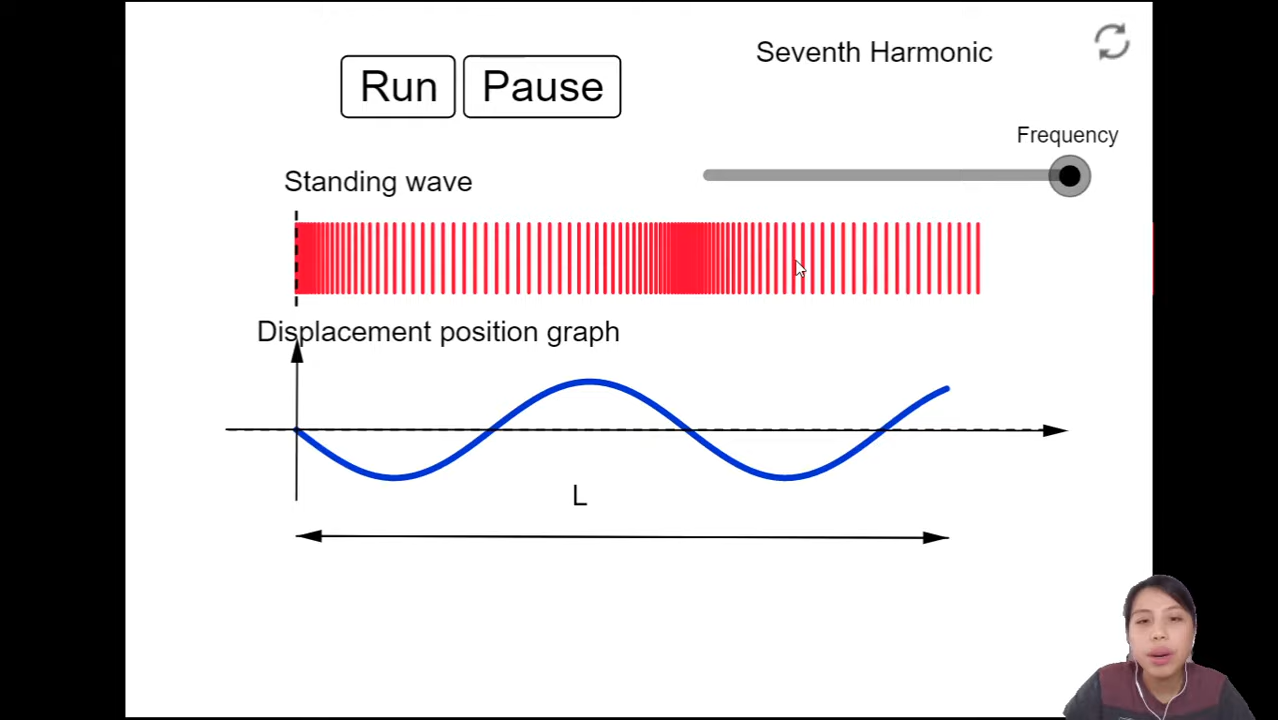 Seventh Harmonic
Run
Pause
Frequency
Standing wave
Displacement position graph
L